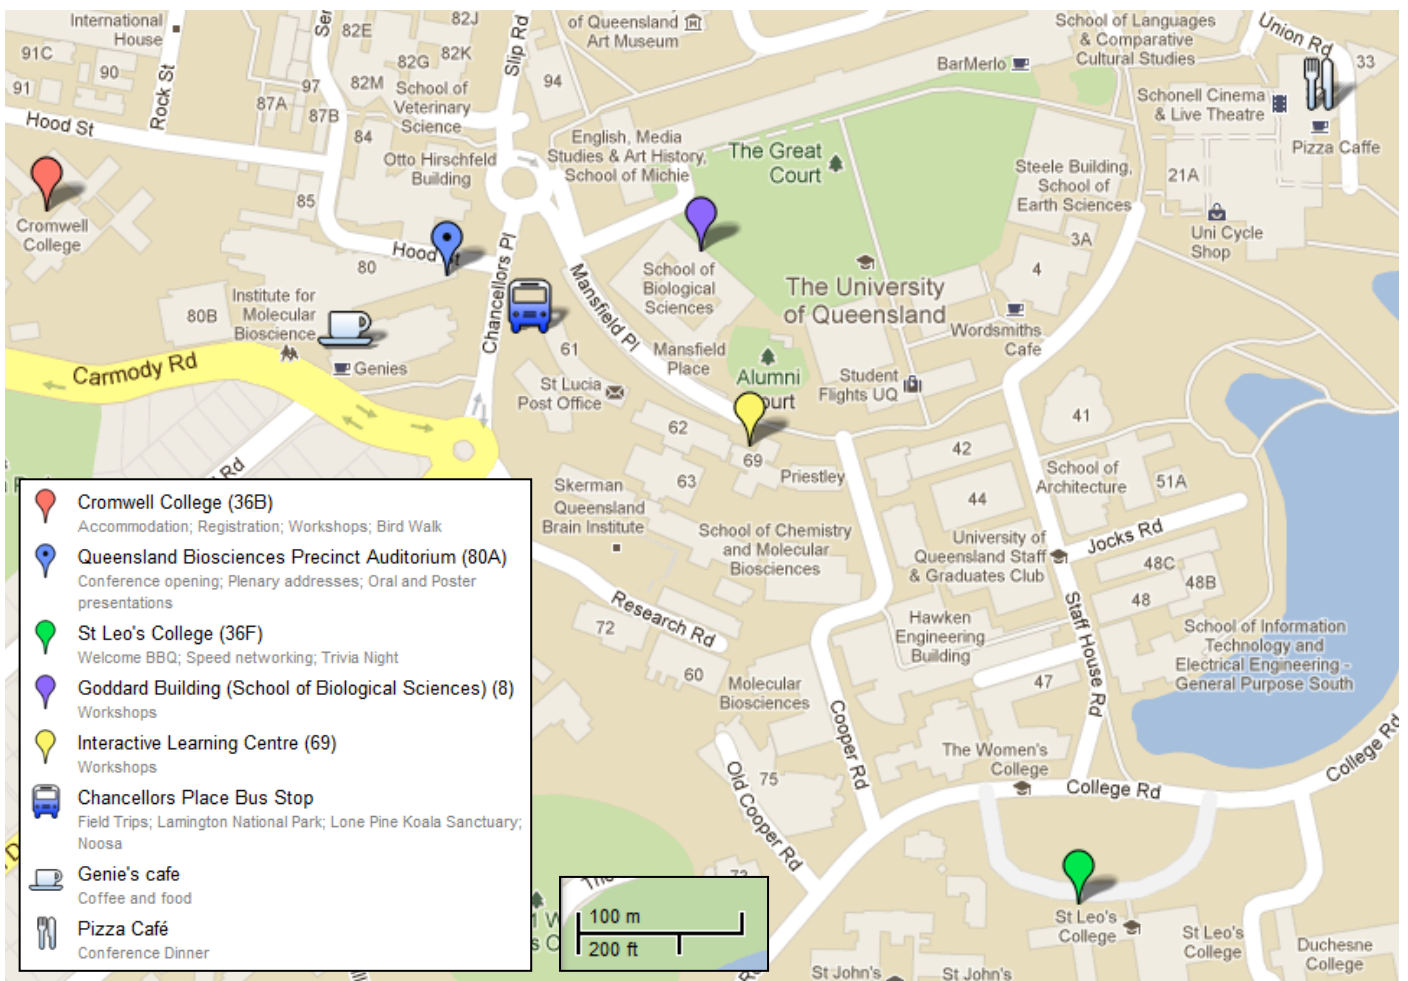 International
House
91C
90
91
Rock St
Hood St
87A
97
87B
Ser
82E
82J
82G
82K
82M
School of
Veterinary
Science
84
Otto Hirschfeld
Building
85
Slip Rd
94
of Queensland
Art Museum
English, Media
Studies & Art History,
School of Michie
The Great
Court
BarMerlo
School of Languages
& Comparative
Cultural Studies
Union Rd
33
Schonell Cinema
& Live Theatre
Pizza Caffe
Steele Building,
School of
Earth Sciences
21A
Uni Cycle
Shop
3A
4
Cromwell
College
Hood St
80
80B
Institute for
Molecular
Bioscience
Genies
Carmody Rd
Chancellors Pl
Mansfield Pl
School of
Biological
Sciences
The University
of Queensland
Wordsmiths
Cafe
61
Mansfield
Place
St Lucia
Post Office
Alumni
ourt
Student
Flights UQ
62
69
63
Priestley
42
44
41
School of
Architecture
51A
Jocks Rd
Rd
Skerman
Queensland
Brain Institute
School of Chemistry
and Molecular
Biosciences
University of
Queensland Staff
& Graduates Club
48C
48B
48
Staff House Rd
Research Rd
72
60
Molecular
Biosciences
Hawken
Engineering
Building
47
School of Information
Technology and
Electrical Engineering -
General Purpose South
Cooper Rd
Old Cooper Rd
75
73
The Women's
College
College Rd
College Rd
St Leo's
College
St Leo's
College
Duchesne
College
St John's
St John's
Cromwell College (36B)
Accommodation; Registration; Workshops; Bird Walk
Queensland Biosciences Precinct Auditorium (80A)
Conference opening; Plenary addresses; Oral and Poster
presentations
St Leo's College (36F)
Welcome BBQ; Speed networking; Trivia Night
Goddard Building (School of Biological Sciences) (8)
Workshops
Interactive Learning Centre (69)
Workshops
Chancellors Place Bus Stop
Field Trips; Lamington National Park; Lone Pine Koala Sanctuary;
Noosa
Genie's cafe
Coffee and food
Pizza Café
Conference Dinner
100 m
200 ft